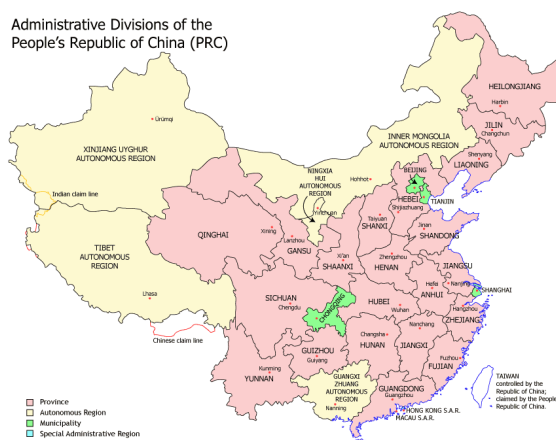 Administrative Divisions of the
People's Republic of China (PRC)
HEILONGJIANG
Harbin
JILIN
Changchun
Ürümqi
XINJIANG UYGHUR
AUTONOMOUS REGION
INNER MONGOLIA
AUTONOMOUS REGION
Shenyang
LIAONING
NINGXIA
HUI
AUTONOMOUS
REGION
Hohhot
BEIJING
Indian claim line
Yinchuan
HEBEI
TIANJIN
Shijiazhuang
Taiyuan
SHANXI
Jinan
SHANDONG
QINGHAI
Xining
Lanzhou
GANSU
TIBET
AUTONOMOUS
REGION
Xi'an
SHAANXI
Zhengzhou
HENAN
JIANGSU
Lhasa
SICHUAN
Chengdu
CHONGQING
HUBEI
Wuhan
Hefei
ANHUI
Nanjing
SHANGHAI
Hangzhou
ZHEJIANG
Chinese claim line
Changsha
HUNAN
Nanchang
JIANGXI
GUIZHOU
Guiyang
Fuzhou
FUJIAN
Kunming
YUNNAN
GUANGXI
ZHUANG
AUTONOMOUS
REGION
Nanning
GUANGDONG
Guangzhou
TAIWAN
controlled by the
Republic of China;
claimed by the People
Republic of China.
HONG KONG S.A.R.
MACAU S.A.R.
Province
Autonomous Region
Municipality
Special Administrative Region